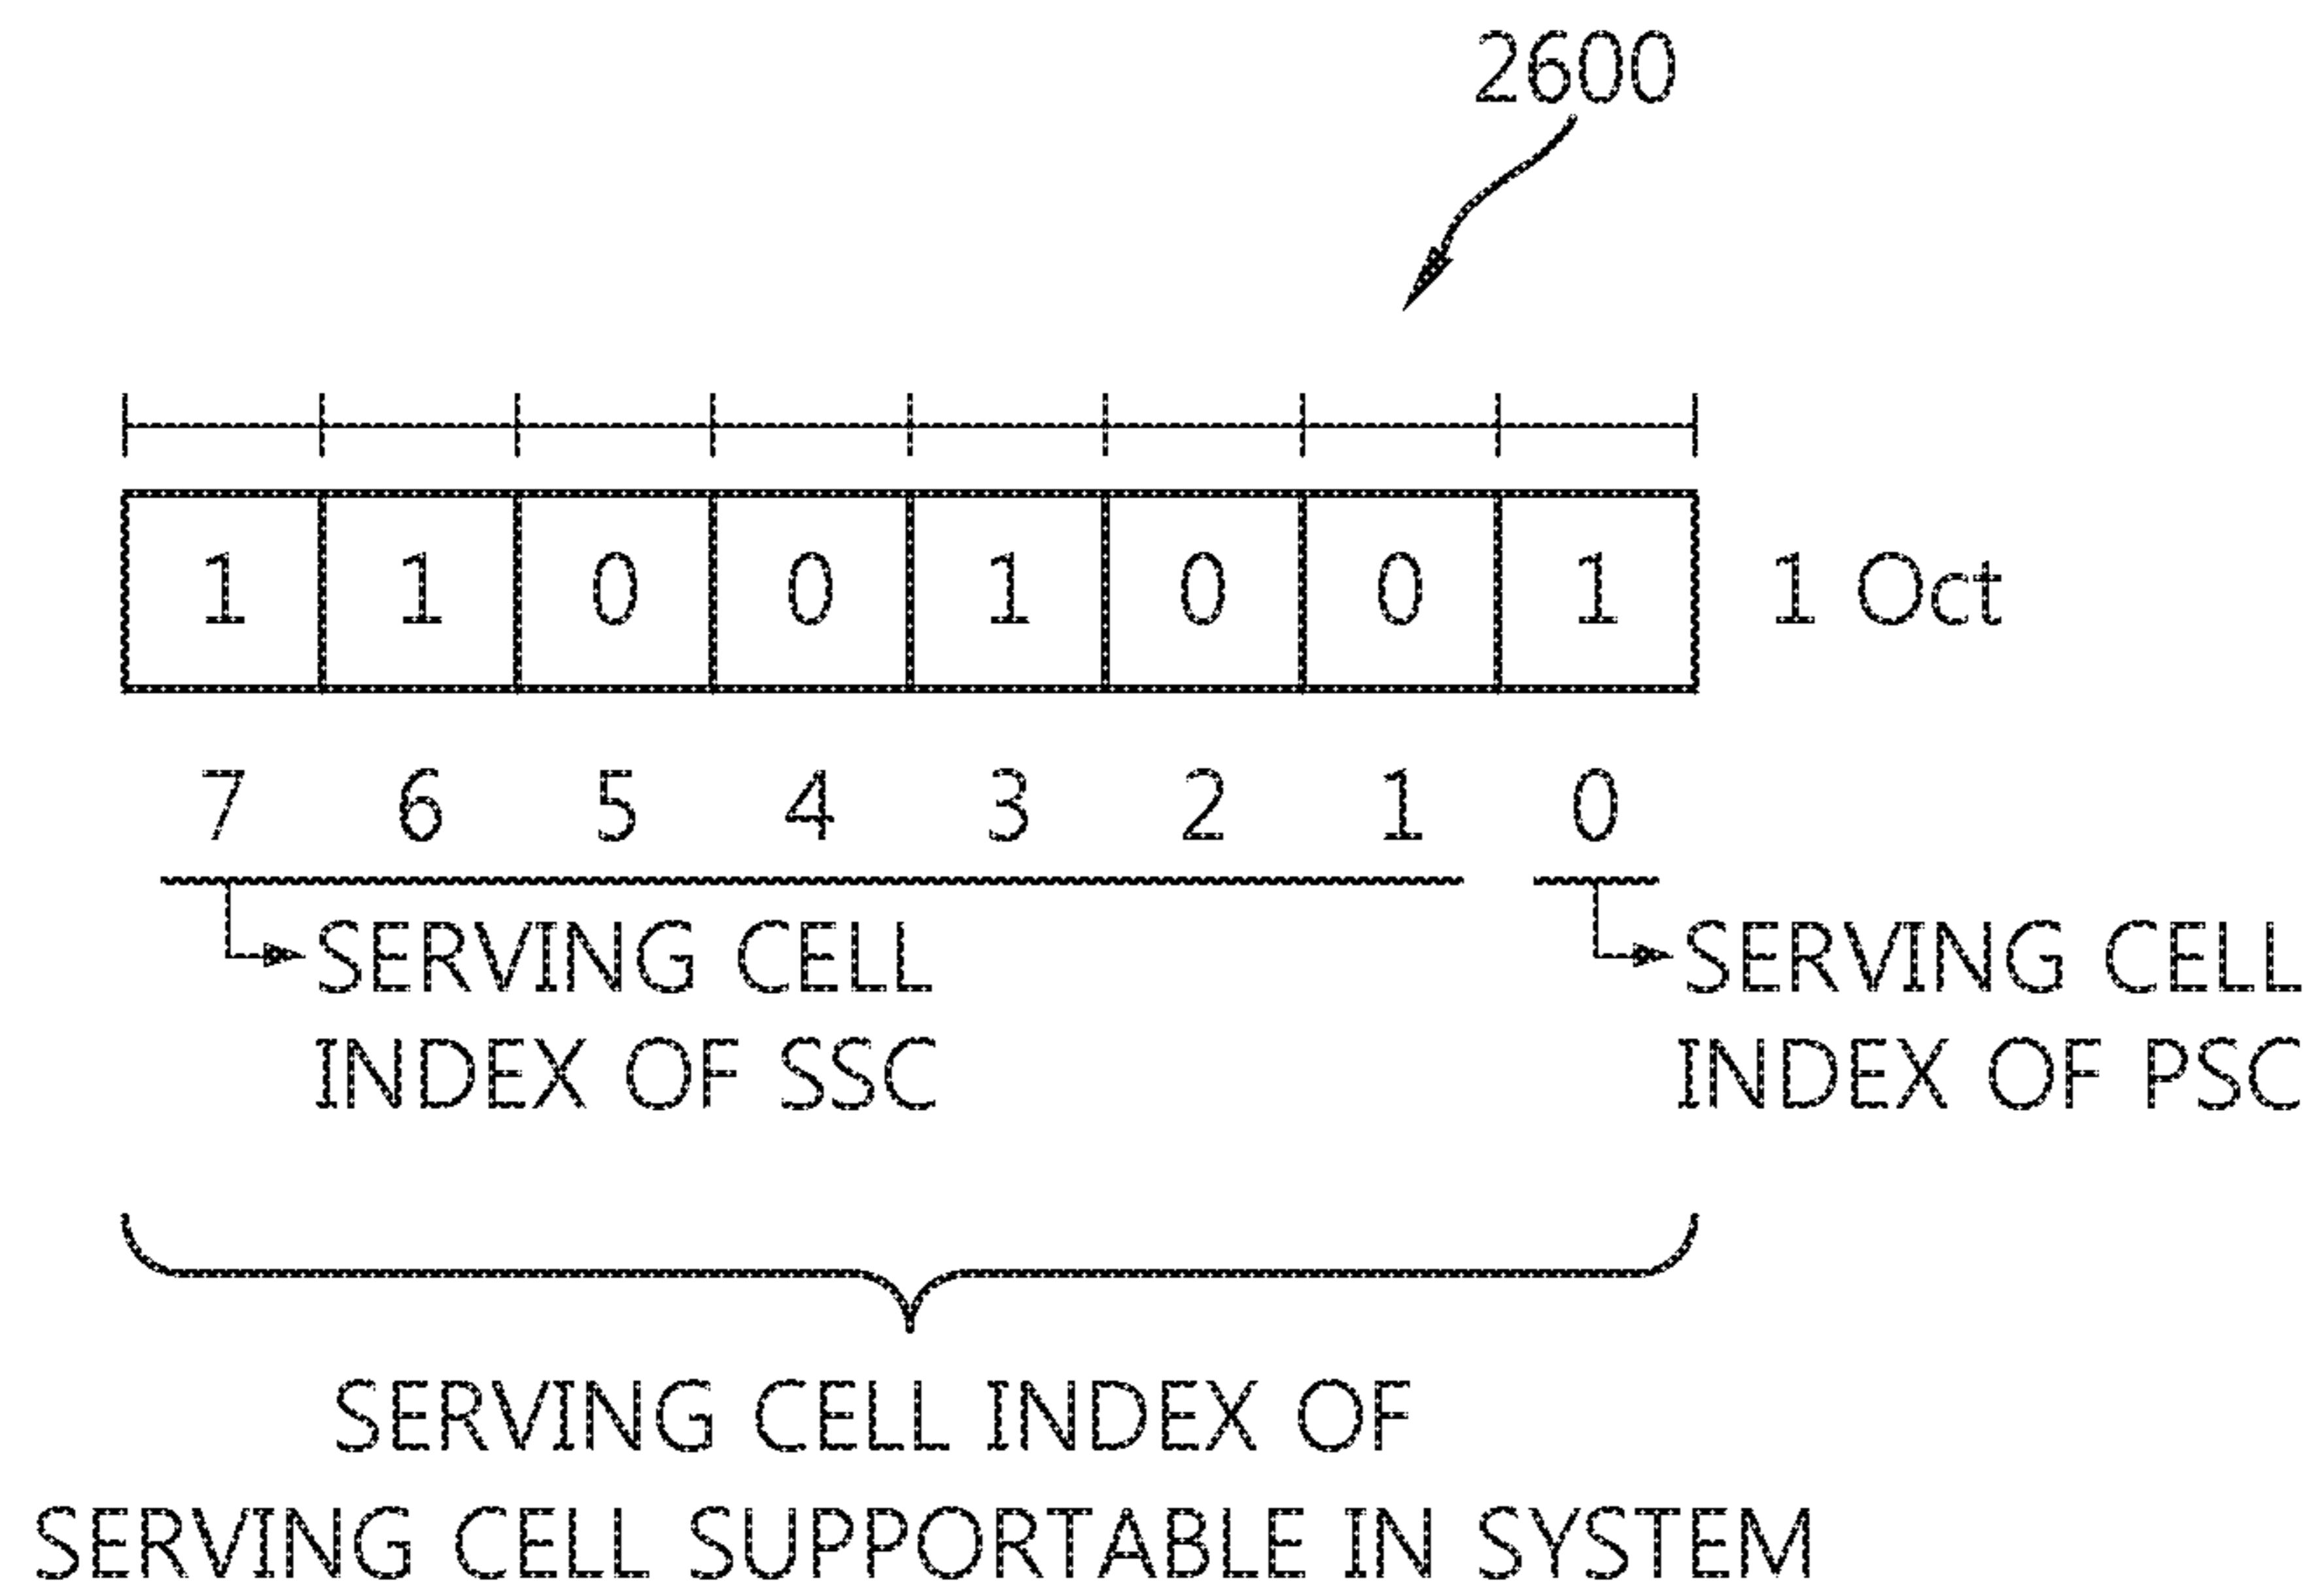 2600
1 1 0 0 1 0 0 1 1 Oct
7 6 5 4 3 2 1 0
SERVING CELL
INDEX OF SSC
SERVING CELL
INDEX OF PSC
SERVING CELL INDEX OF
SERVING CELL SUPPORTABLE IN SYSTEM